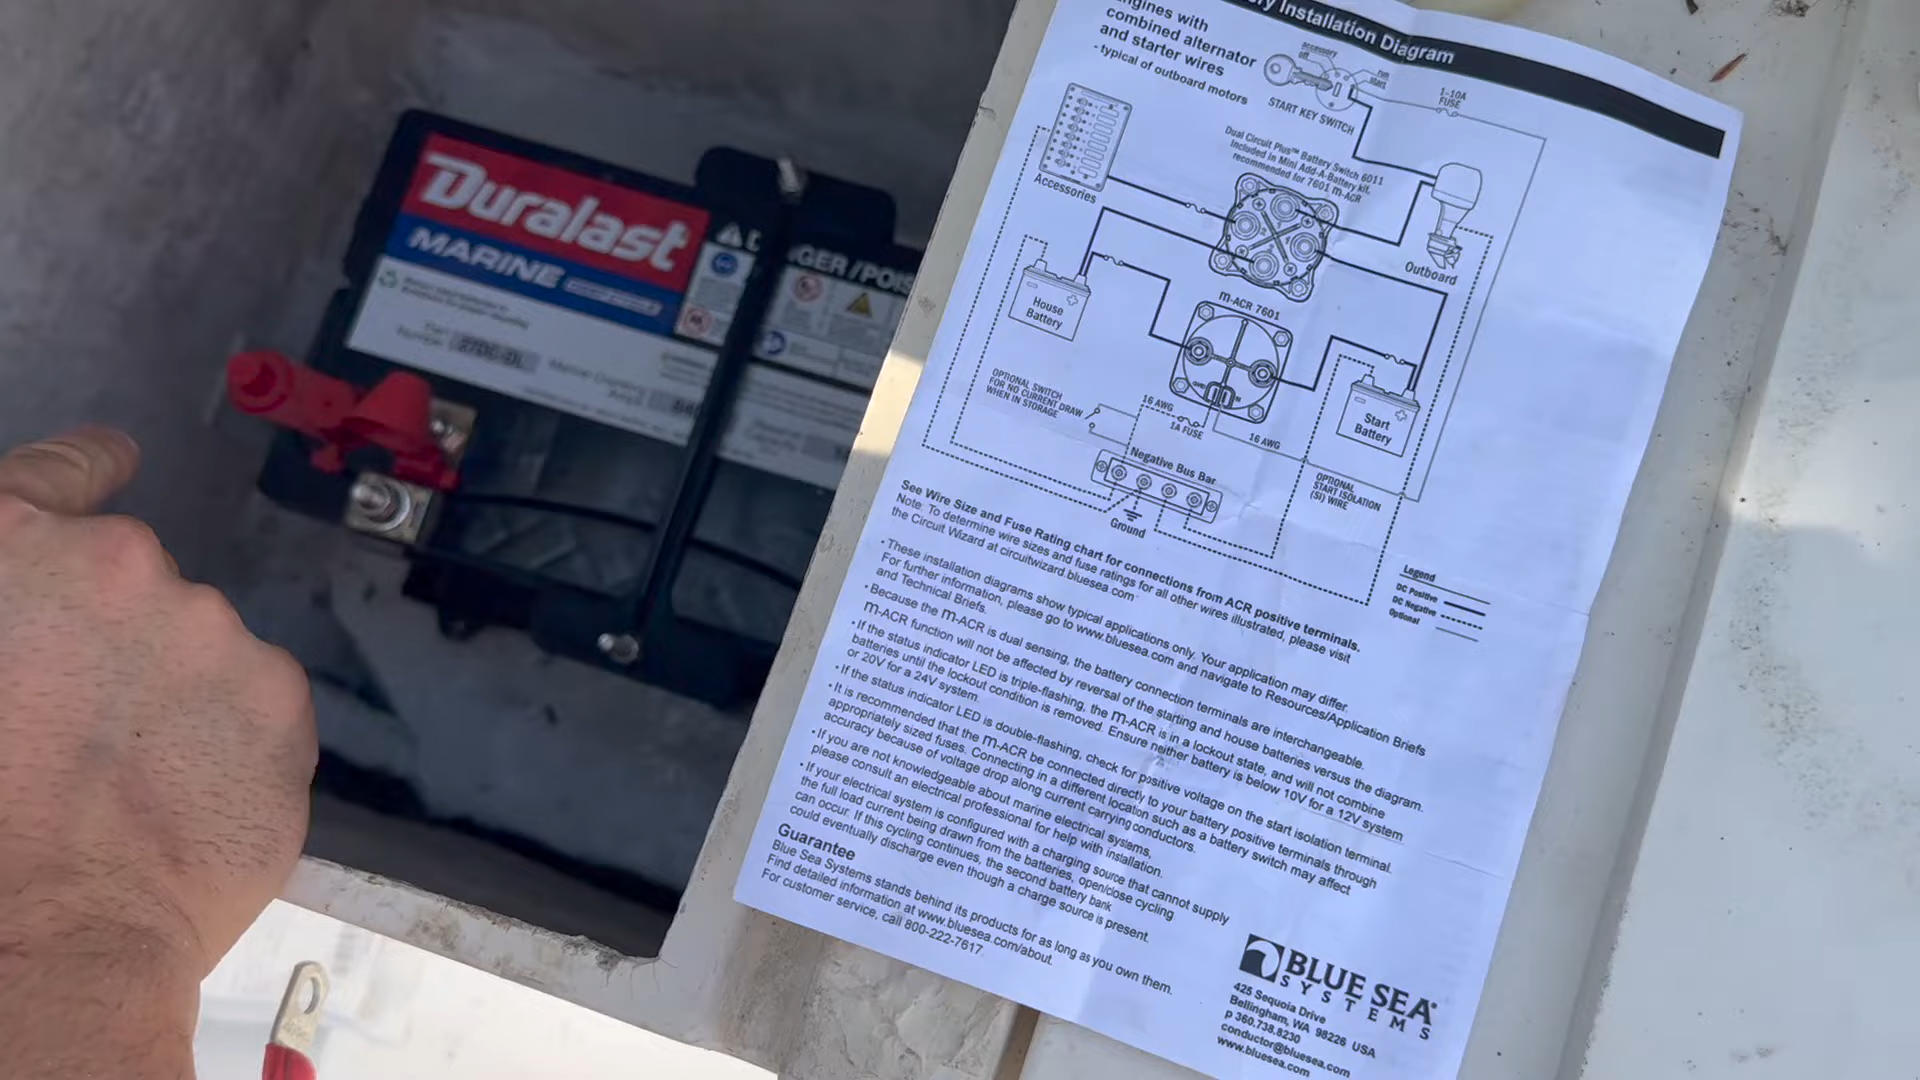 Duralast
MARINE
DANGER/POIS
ry Installation Diagram
engines with
combined alternator
and starter wires
- typical of outboard motors
accessory
off
run
start
START KEY SWITCH
1-10A
FUSE
Dual Circuit Plus™ Battery Switch 6011
Included in Mini Add-A-Battery kit,
recommended for 7601 m-ACR
Accessories
Outboard
m-ACR 7601
House
Battery
Start
Battery
OPTIONAL SWITCH
FOR NO CURRENT DRAW
WHEN IN STORAGE
16 AWG
1A FUSE
16 AWG
Negative Bus Bar
Ground
OPTIONAL
START ISOLATION
(SI) WIRE
Legend
DC Positive
DC Negative
Optional
See Wire Size and Fuse Rating chart for connections from ACR positive terminals.
Note: To determine wire sizes and fuse ratings for all other wires illustrated, please visit
the Circuit Wizard at circuitwizard.bluesea.com
• These installation diagrams show typical applications only. Your application may differ.
For further information, please go to www.bluesea.com and navigate to Resources/Application Briefs
and Technical Briefs.
• Because the m-ACR is dual sensing, the battery connection terminals are interchangeable.
m-ACR function will not be affected by reversal of the starting and house batteries versus the diagram.
• If the status indicator LED is triple-flashing, the m-ACR is in a lockout state, and will not combine
batteries until the lockout condition is removed. Ensure neither battery is below 10V for a 12V system
or 20V for a 24V system.
• If the status indicator LED is double-flashing, check for positive voltage on the start isolation terminal.
• It is recommended that the m-ACR be connected directly to your battery positive terminals through
appropriately sized fuses. Connecting in a different location such as a battery switch may affect
accuracy because of voltage drop along current carrying conductors.
• If you are not knowledgeable about marine electrical systems,
please consult an electrical professional for help with installation.
• If your electrical system is configured with a charging source that cannot supply
the full load current being drawn from the batteries, open/close cycling
can occur. If this cycling continues, the second battery bank
could eventually discharge even though a charge source is present.
Guarantee
Blue Sea Systems stands behind its products for as long as you own them.
Find detailed information at www.bluesea.com/about.
For customer service, call 800-222-7617.
BLUE SEA
SYSTEMS
425 Sequoia Drive
Bellingham, WA 98226 USA
p 360.738.8230
conductor@bluesea.com
www.bluesea.com